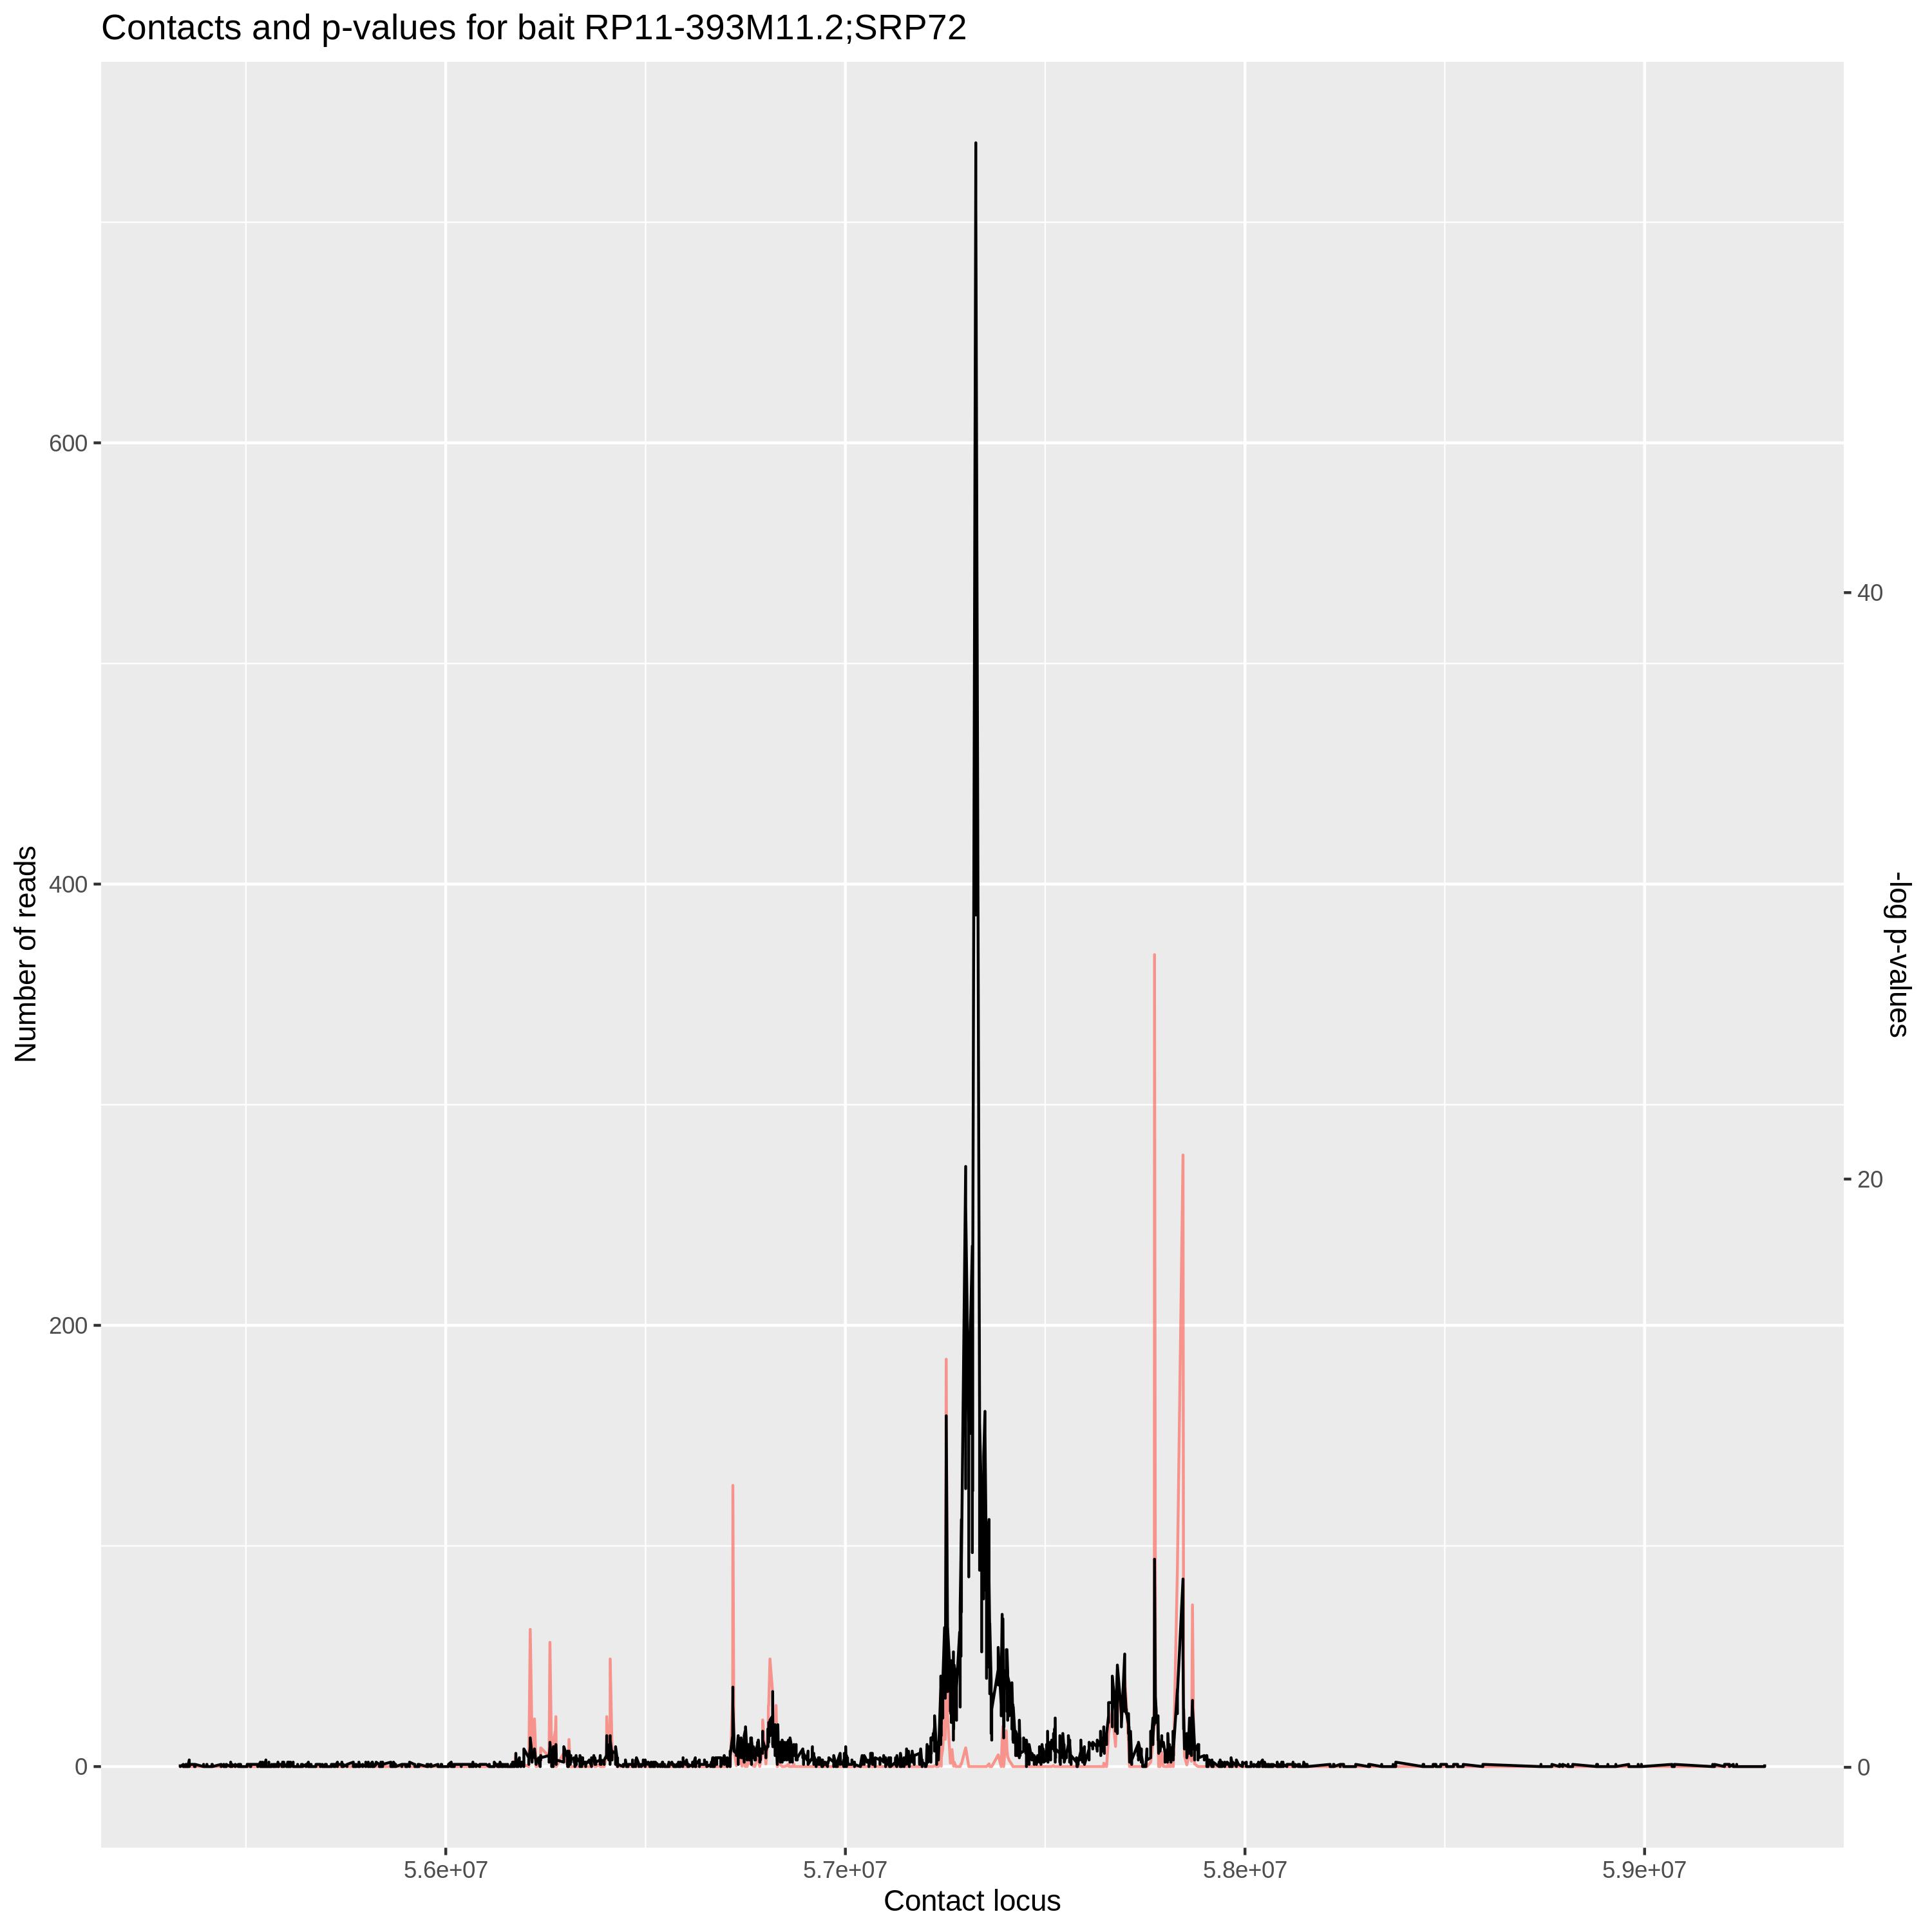 Contacts and p-values for bait RP11-393M11.2;SRP72
600
400
200
0
Number of reads
40
20
0
-log p-values
5.6e+07
5.7e+07
5.8e+07
5.9e+07
Contact locus